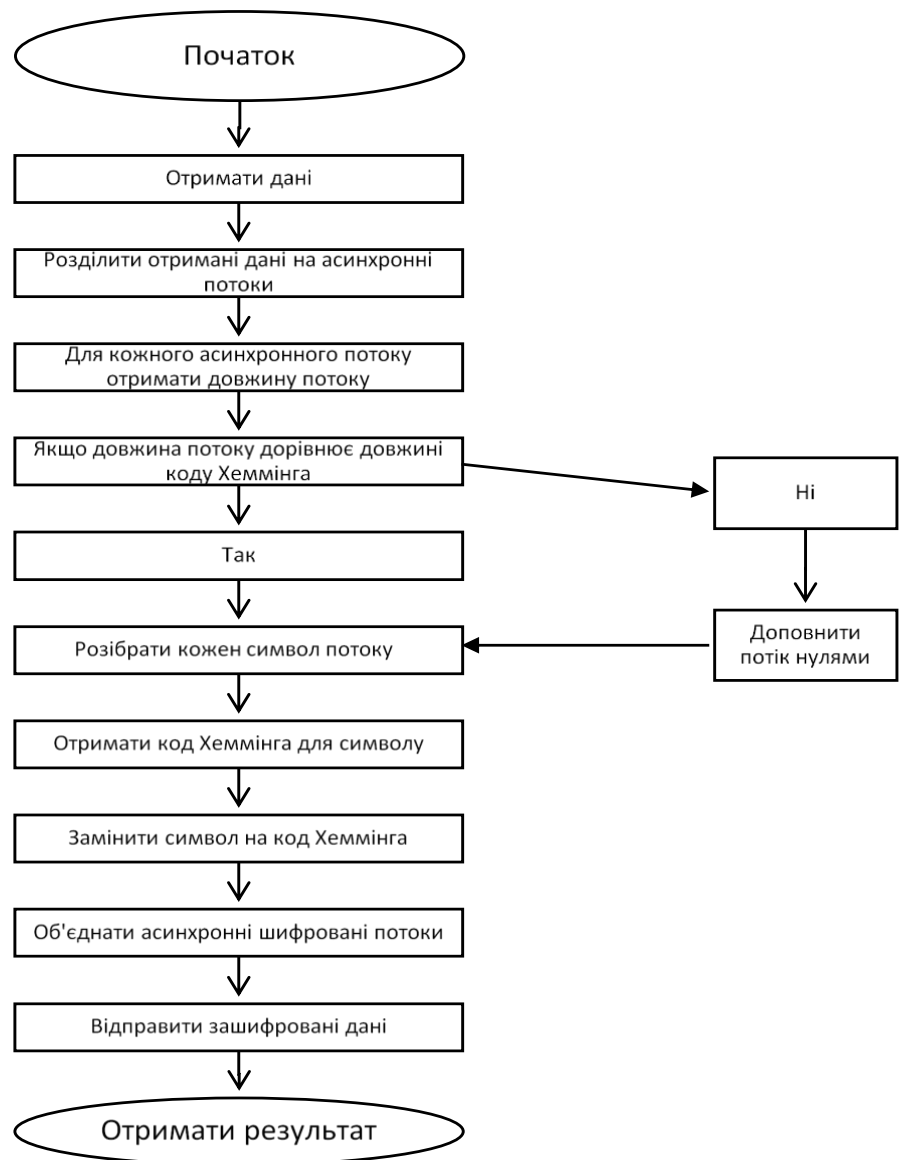 Початок
Отримати дані
Розділити отримані дані на асинхронні
потоки
Для кожного асинхронного потоку
отримати довжину потоку
Якщо довжина потоку дорівнює довжині
коду Хеммінга
Ні
Так
Доповнити
потік нулями
Розібрати кожен символ потоку
Отримати код Хеммінга для символу
Замінити символ на код Хеммінга
Об'єднати асинхронні шифровані потоки
Відправити зашифровані дані
Отримати результат